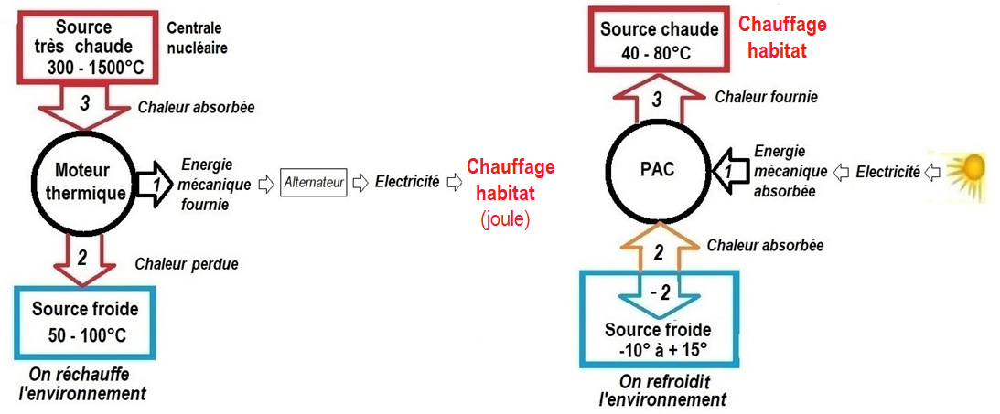 Source
très chaude
300 - 1500°C
Centrale
nucléaire
3
Chaleur absorbée
Moteur
thermique
1
Energie
mécanique
fournie
Alternateur
Electricité
Chauffage
habitat
(joule)
2
Chaleur perdue
Source froide
50 - 100°C
On réchauffe
l'environnement
Source chaude
40 - 80°C
Chauffage
habitat
3
Chaleur fournie
PAC
1
Energie
mécanique
absorbée
Electricité
2
Chaleur absorbée
- 2
Source froide
-10° à + 15°
On refroidit
l'environnement